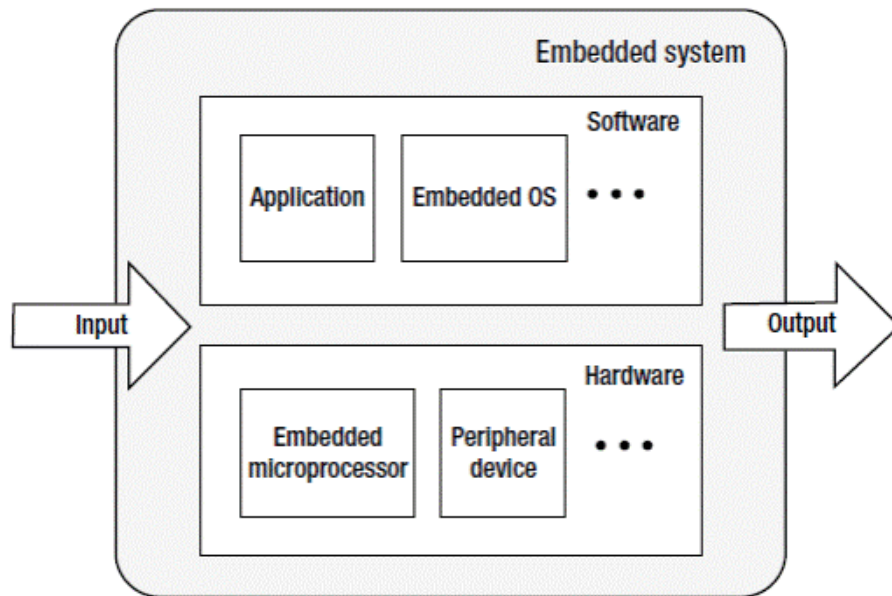 Embedded system
Software
Application
Embedded OS
Input
Output
Hardware
Embedded
microprocessor
Peripheral
device